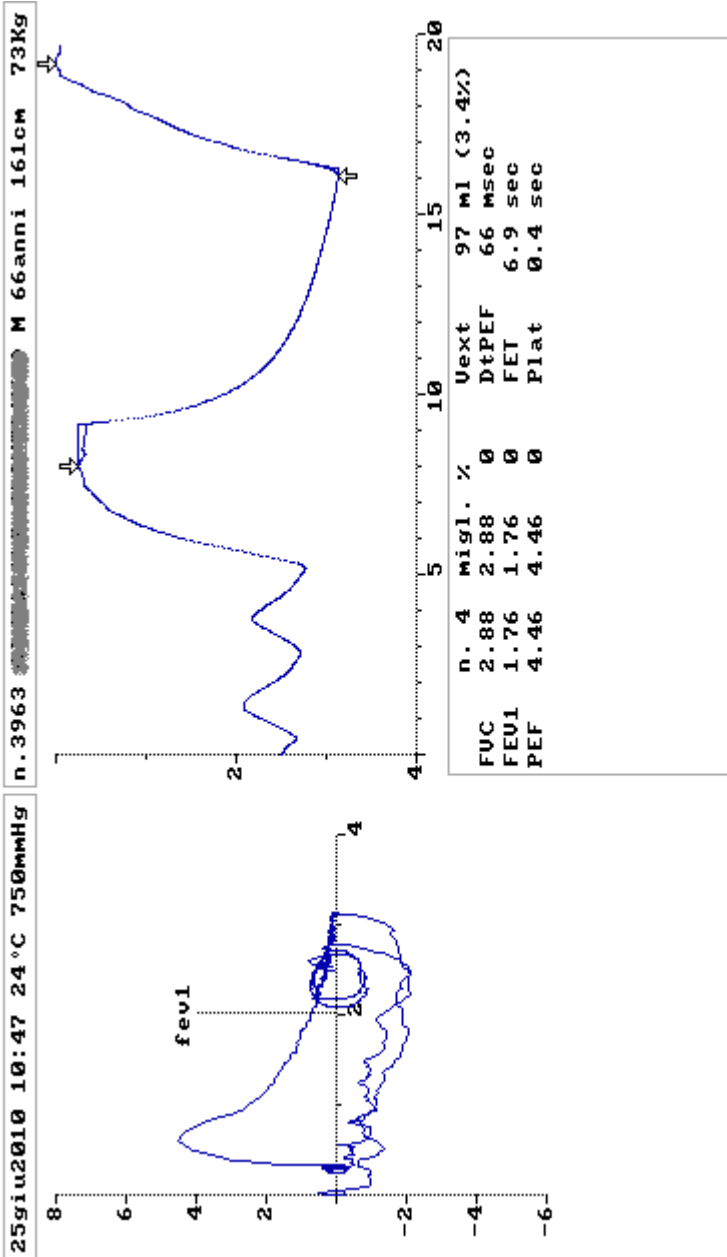 25giu2010 10:47 24°C 750mmHg
n.3963 M 66anni 161cm 73Kg
8
6
4
2
-2
-4
-6
fev1
2
4
2
4
5
10
15
20
n. 4 migl. % Vext 97 ml (3.4%)
FVC 2.88 2.88 0 DtPEF 66 msec
FEV1 1.76 1.76 0 FET 6.9 sec
PEF 4.46 4.46 0 Plat 0.4 sec